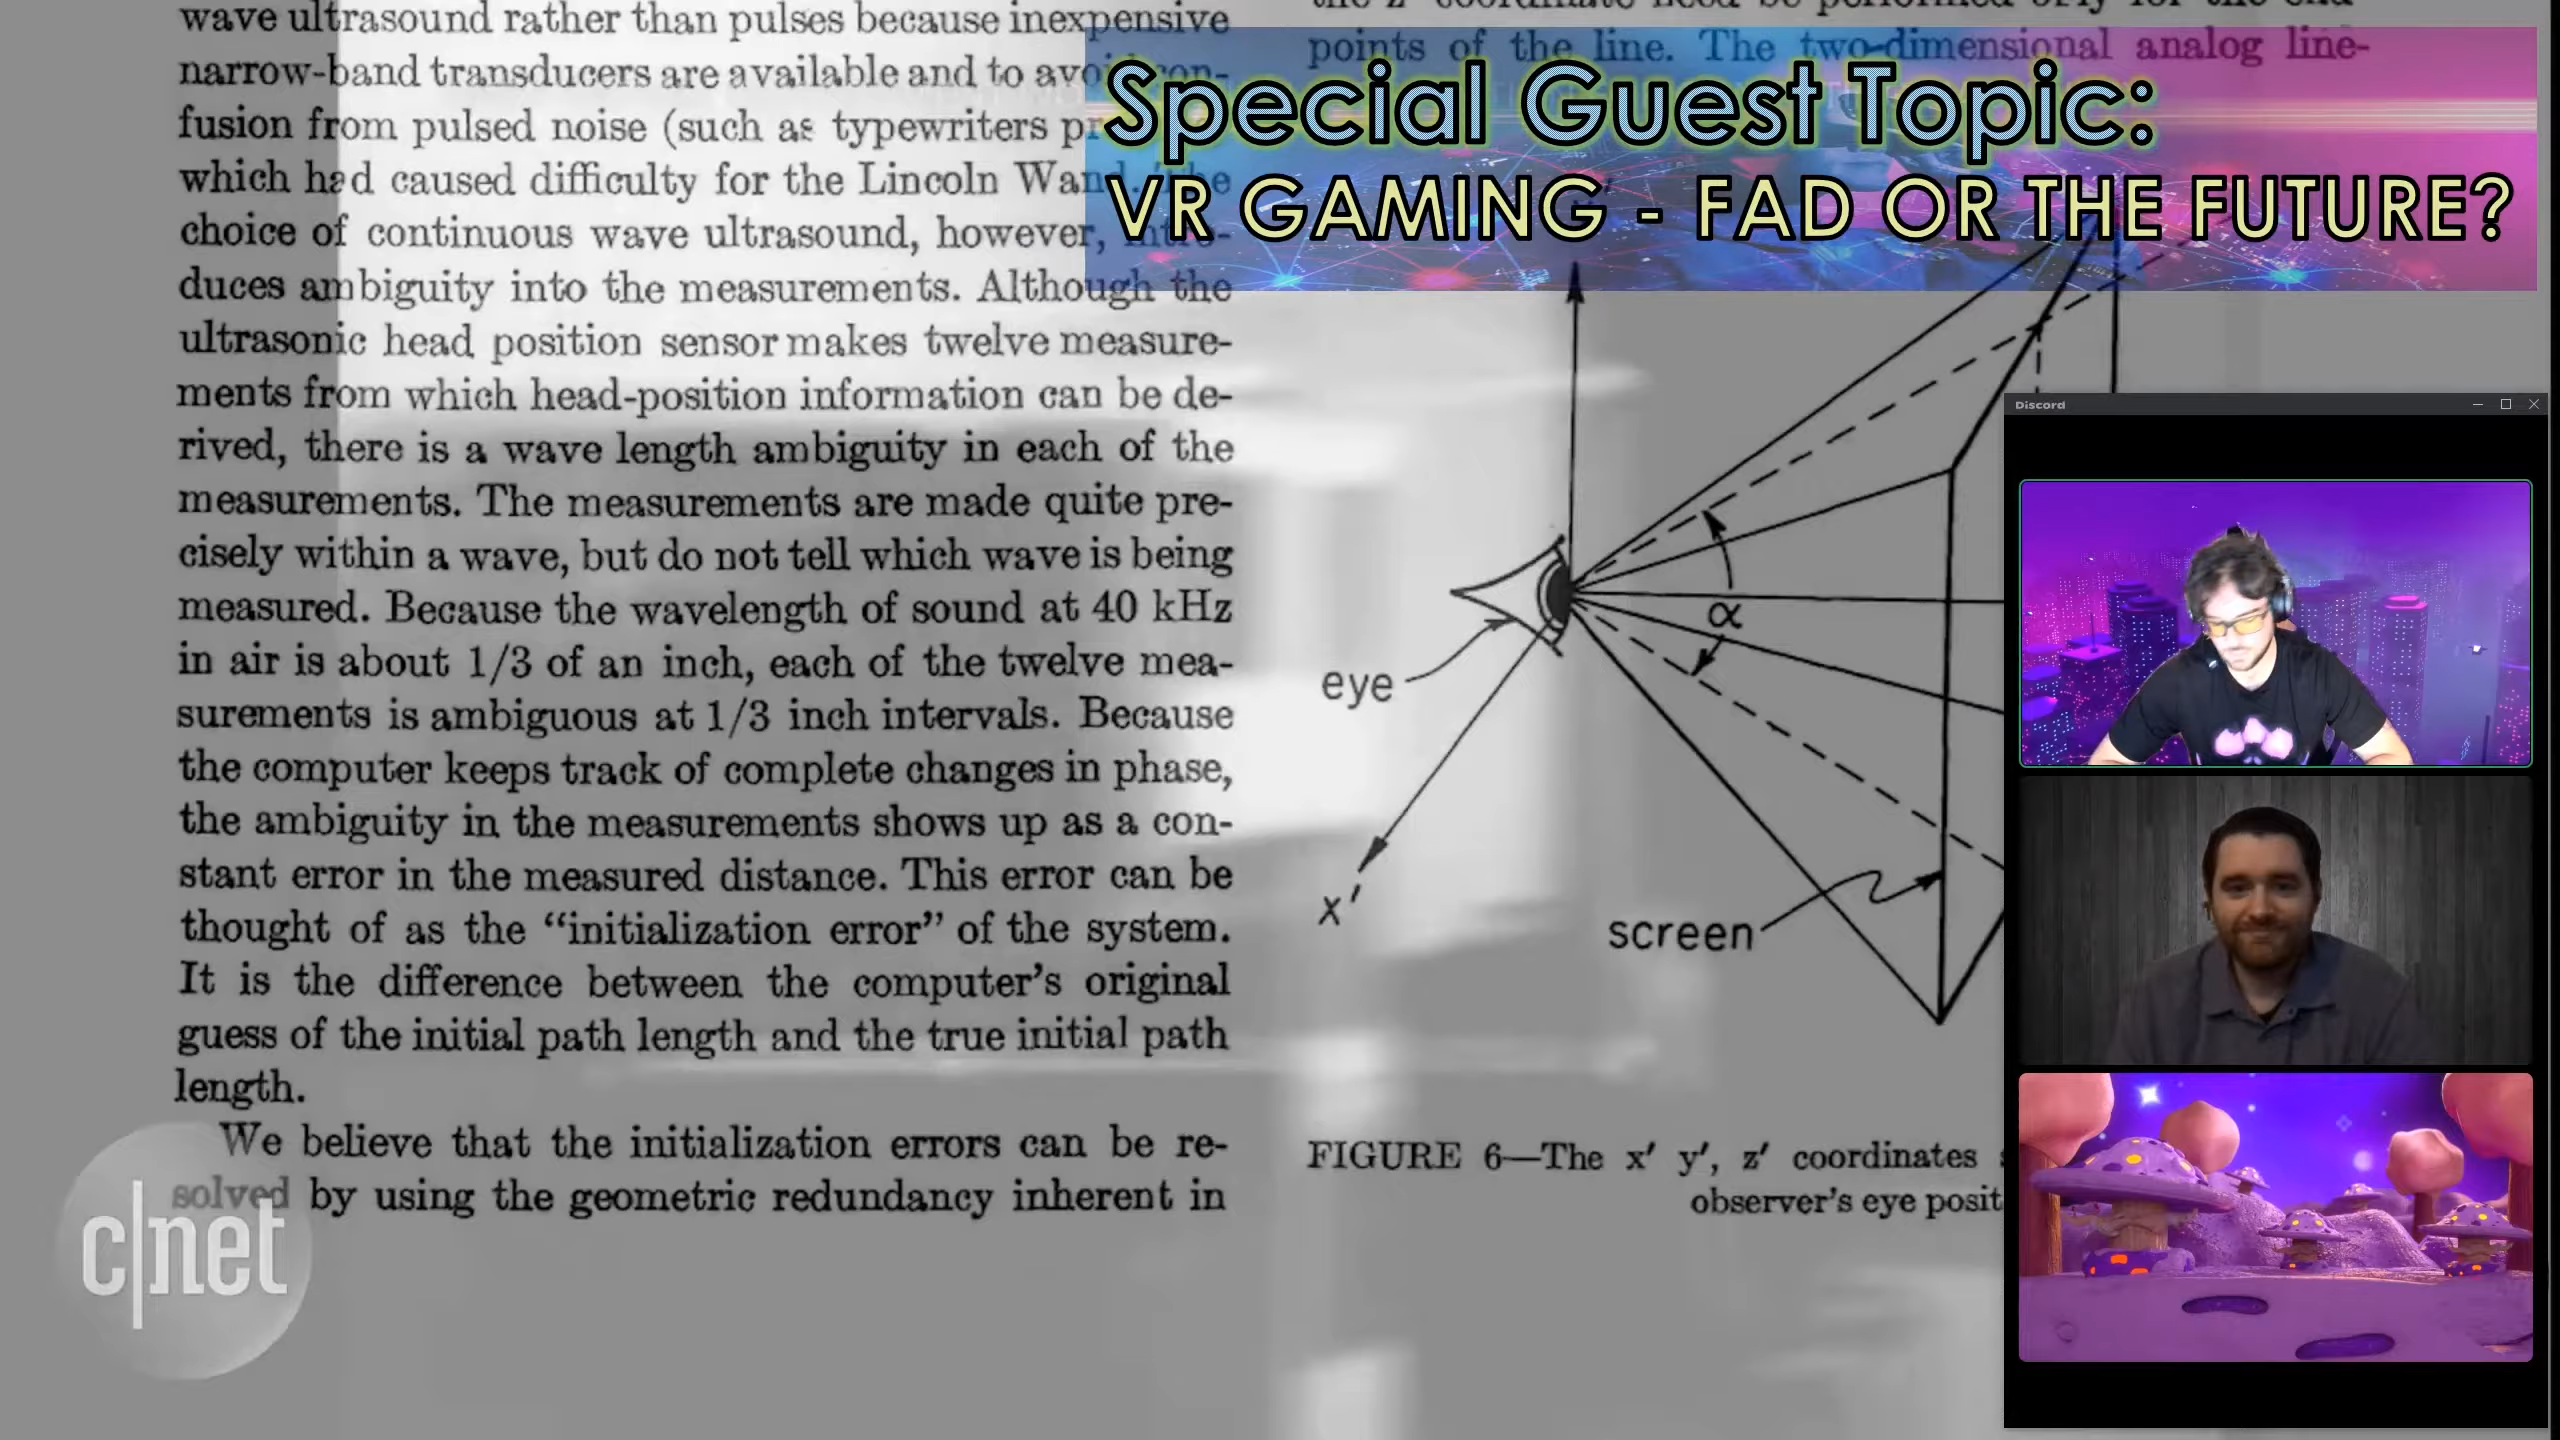 wave ultrasound rather than pulses because inexpensive
narrow-band transducers are available and to avoid con-
fusion from pulsed noise (such as typewriters
which had caused difficulty for the Lincoln Wand. The
choice of continuous wave ultrasound, however, intro-
duces ambiguity into the measurements. Although the
ultrasonic head position sensor makes twelve measure-
ments from which head-position information can be de-
rived, there is a wave length ambiguity in each of the
measurements. The measurements are made quite pre-
cisely within a wave, but do not tell which wave is being
measured. Because the wavelength of sound at 40 kHz
in air is about 1/3 of an inch, each of the twelve mea-
surements is ambiguous at 1/3 inch intervals. Because
the computer keeps track of complete changes in phase,
the ambiguity in the measurements shows up as a con-
stant error in the measured distance. This error can be
thought of as the “initialization error” of the system.
It is the difference between the computer’s original
guess of the initial path length and the true initial path
length.
We believe that the initialization errors can be re-
solved by using the geometric redundancy inherent in
c|net
points of the line. The two-dimensional analog line-
Special Guest Topic:
VR GAMING - FAD OR THE FUTURE?
α
eye
x′
screen
FIGURE 6—The x′ y′, z′ coordinates
observer’s eye
Discord